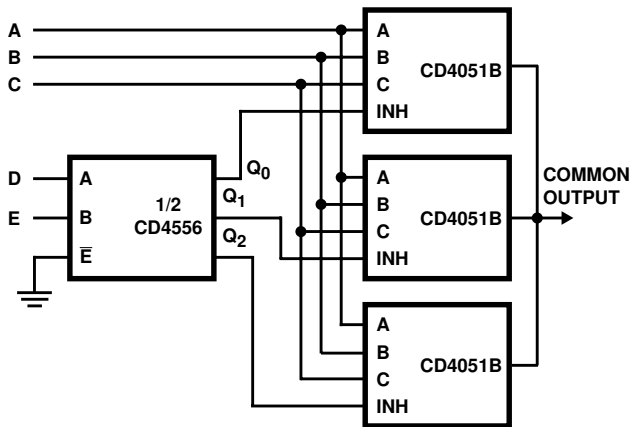 A
B
C
A
B
C
INH
CD4051B
D
E
A
B
E̅
1/2
CD4556
Q0
Q1
Q2
A
B
C
INH
CD4051B
COMMON
OUTPUT
A
B
C
INH
CD4051B